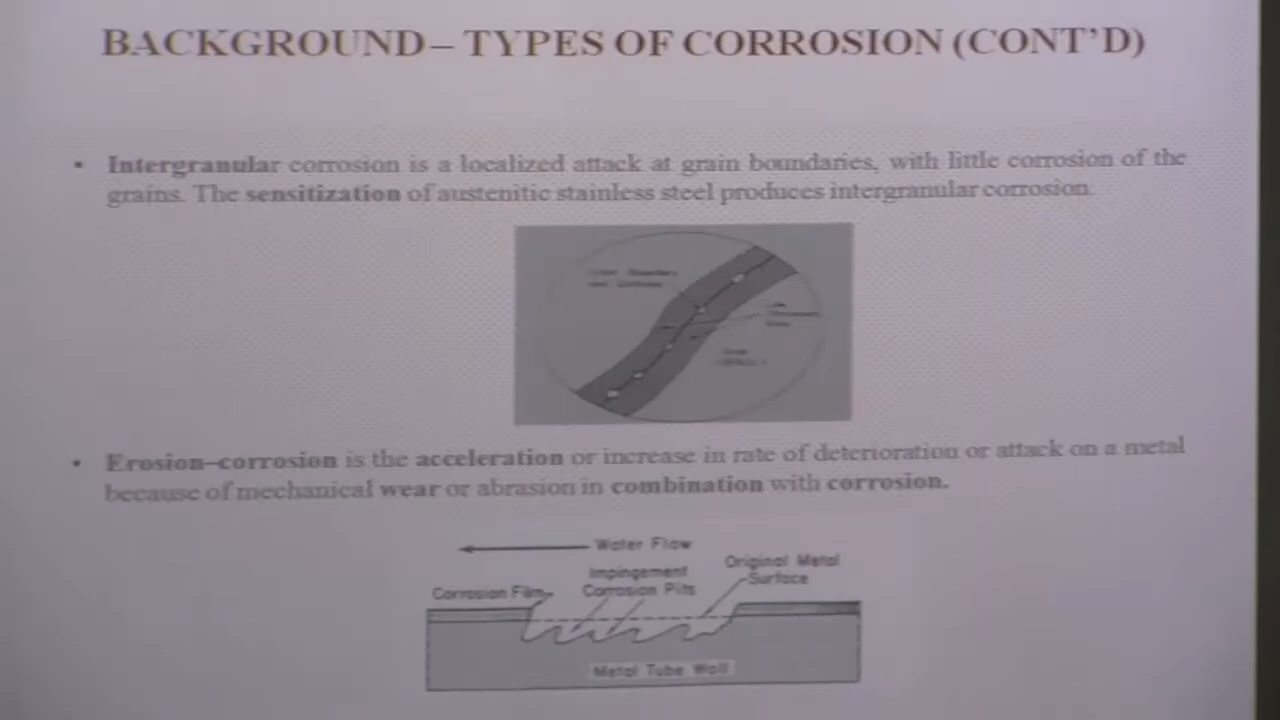 BACKGROUND– TYPES OF CORROSION (CONT’D)
• Intergranular corrosion is a localized attack at grain boundaries, with little corrosion of the
grains. The sensitization of austenitic stainless steel produces intergranular corrosion.
• Erosion–corrosion is the acceleration or increase in rate of deterioration or attack on a metal
because of mechanical wear or abrasion in combination with corrosion.
Water Flow
Original Metal
Surface
Impingement
Corrosion Pits
Corrosion Film
Metal Tube Wall